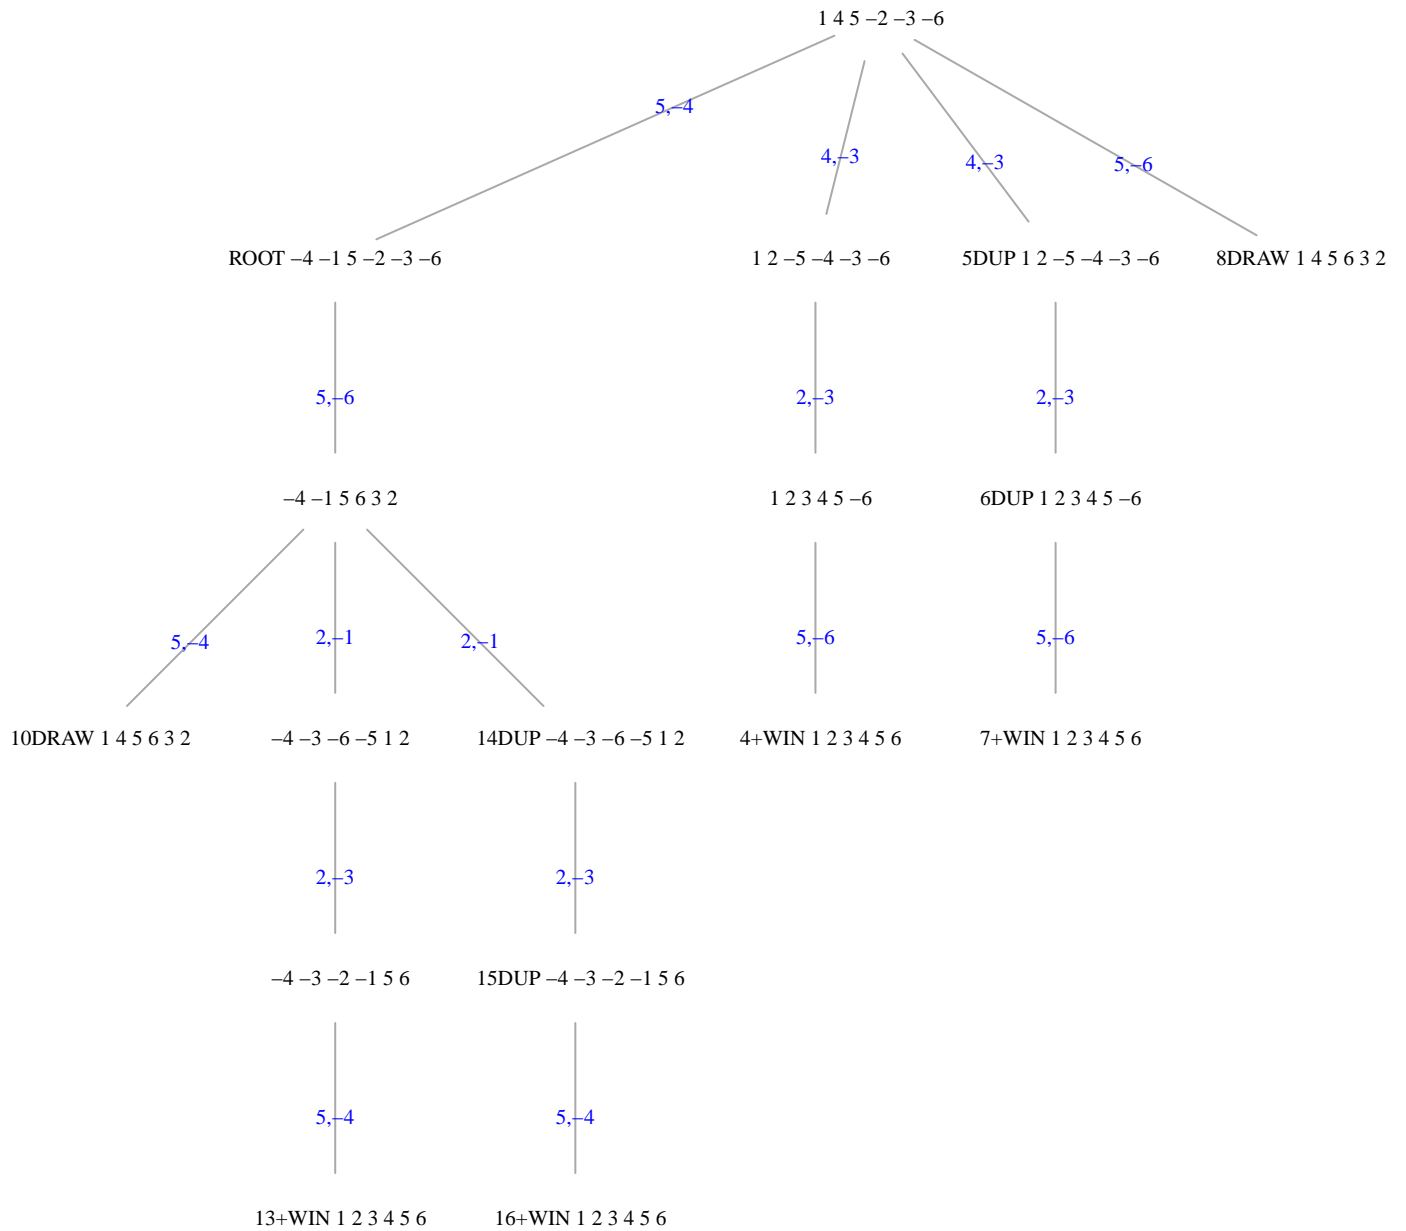 1 4 5 –2 –3 –6
5,–4
4,–3
4,–3
5,–6
ROOT –4 –1 5 –2 –3 –6
1 2 –5 –4 –3 –6
5DUP 1 2 –5 –4 –3 –6
8DRAW 1 4 5 6 3 2
5,–6
2,–3
2,–3
–4 –1 5 6 3 2
1 2 3 4 5 –6
6DUP 1 2 3 4 5 –6
5,–4
2,–1
2,–1
5,–6
5,–6
10DRAW 1 4 5 6 3 2
–4 –3 –6 –5 1 2
14DUP –4 –3 –6 –5 1 2
4+WIN 1 2 3 4 5 6
7+WIN 1 2 3 4 5 6
2,–3
2,–3
–4 –3 –2 –1 5 6
15DUP –4 –3 –2 –1 5 6
5,–4
5,–4
13+WIN 1 2 3 4 5 6
16+WIN 1 2 3 4 5 6